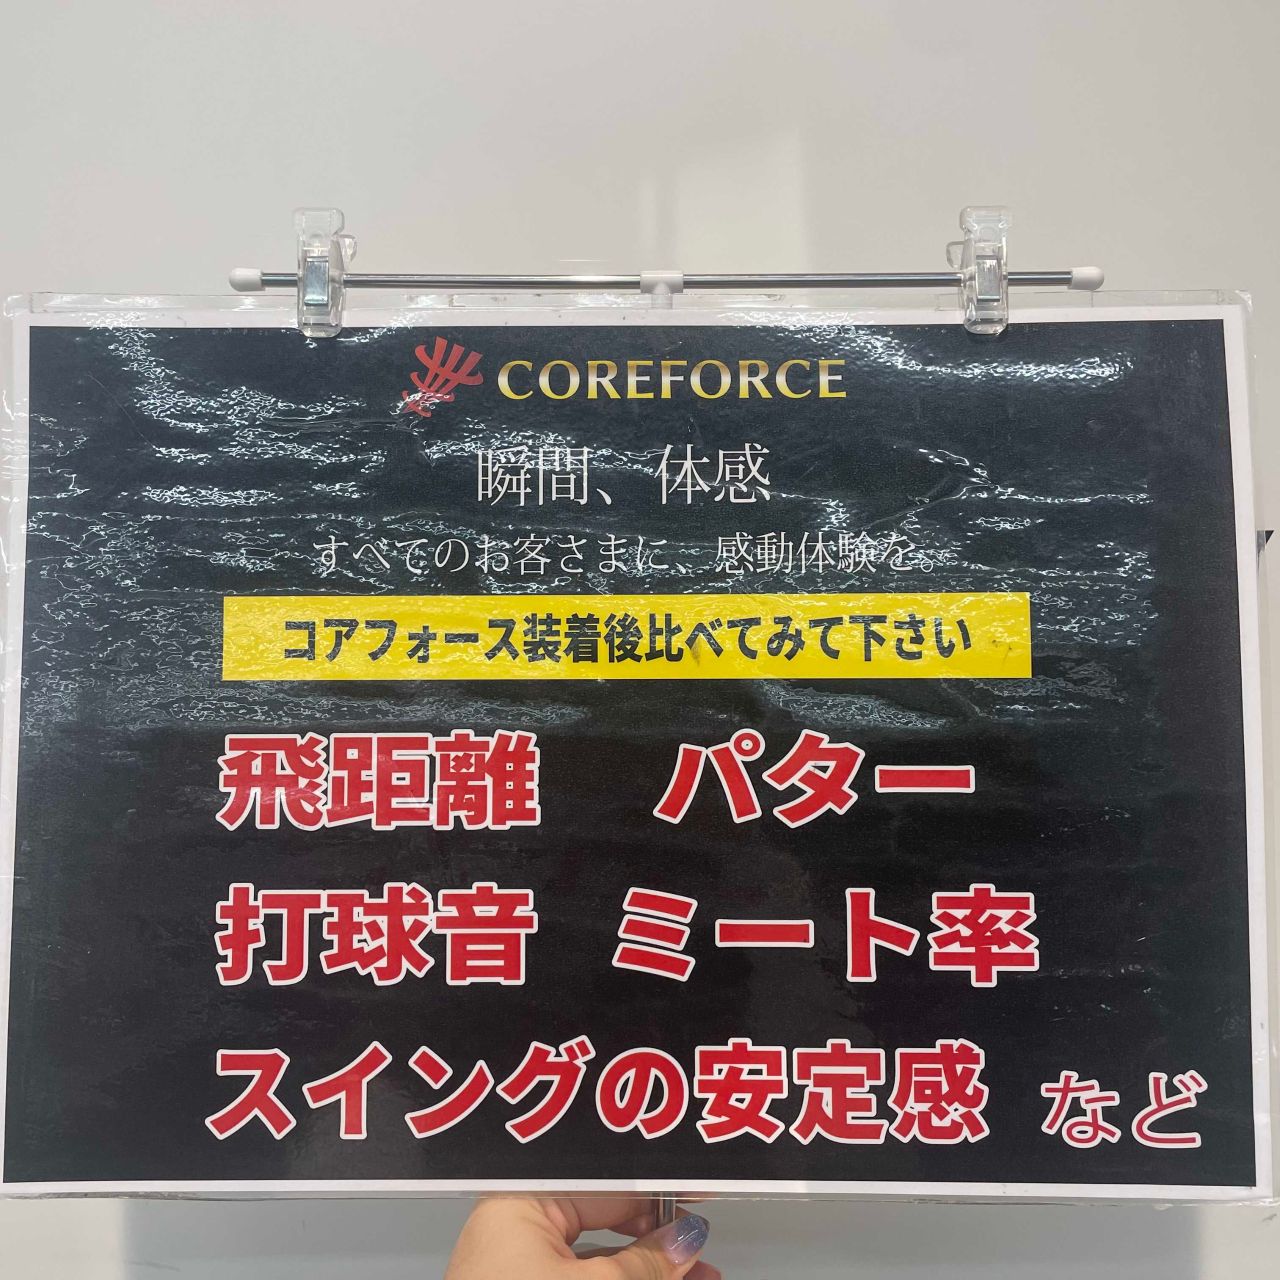 COREFORCE
瞬間、体感
すべてのお客さまに、感動体験を。
コアフォース装着後比べてみて下さい
飛距離 パター
打球音 ミート率
スイングの安定感 など